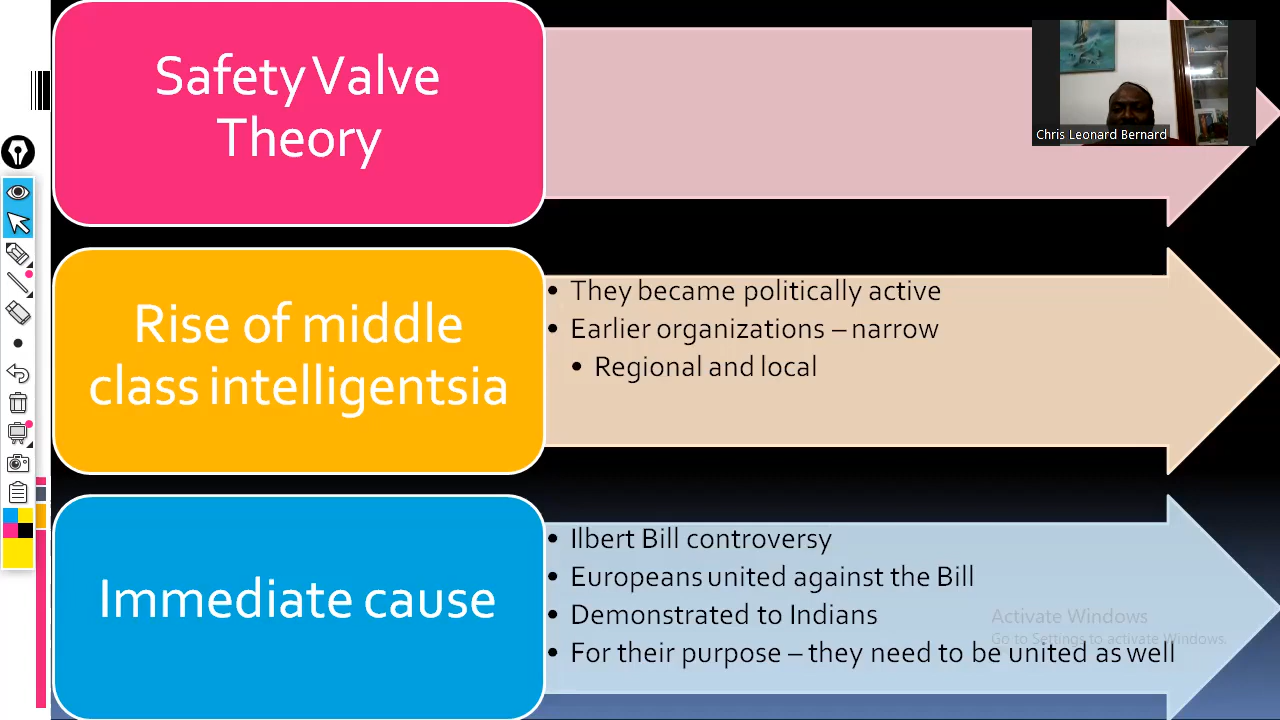 Safety Valve
Theory
Chris Leonard Bernard
Rise of middle
class intelligentsia
• They became politically active
• Earlier organizations – narrow
• Regional and local
Immediate cause
• Ilbert Bill controversy
• Europeans united against the Bill
• Demonstrated to Indians
• For their purpose – they need to be united as well
Activate Windows
Go to Settings to activate Windows.